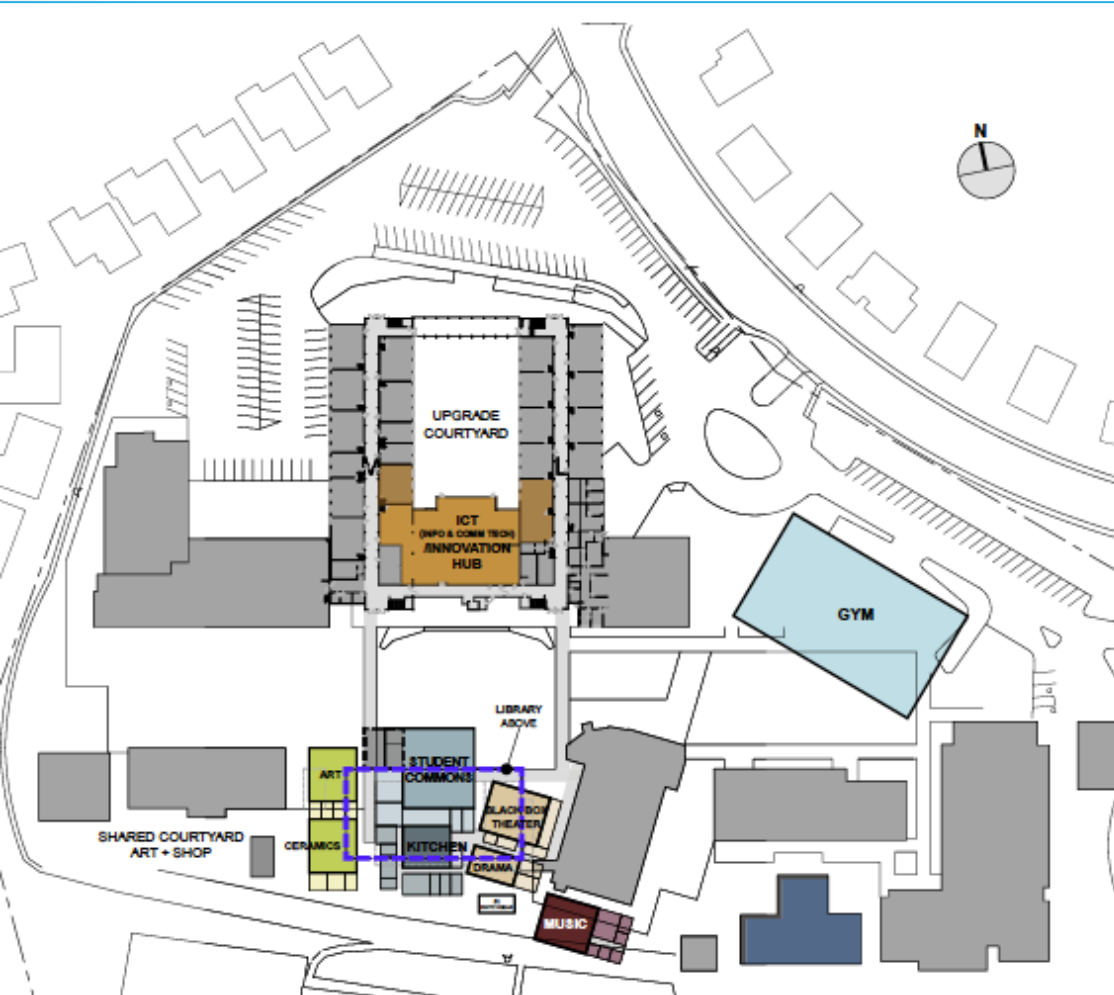 N
UPGRADE
COURTYARD
M
L
ICT
(INFO & COMM TECH)
/INNOVATION
HUB
GYM
LIBRARY
ABOVE
STUDENT
COMMONS
ART
BLACK BOX
THEATER
SHARED COURTYARD
ART + SHOP
CERAMICS
KITCHEN
DRAMA
MUSIC